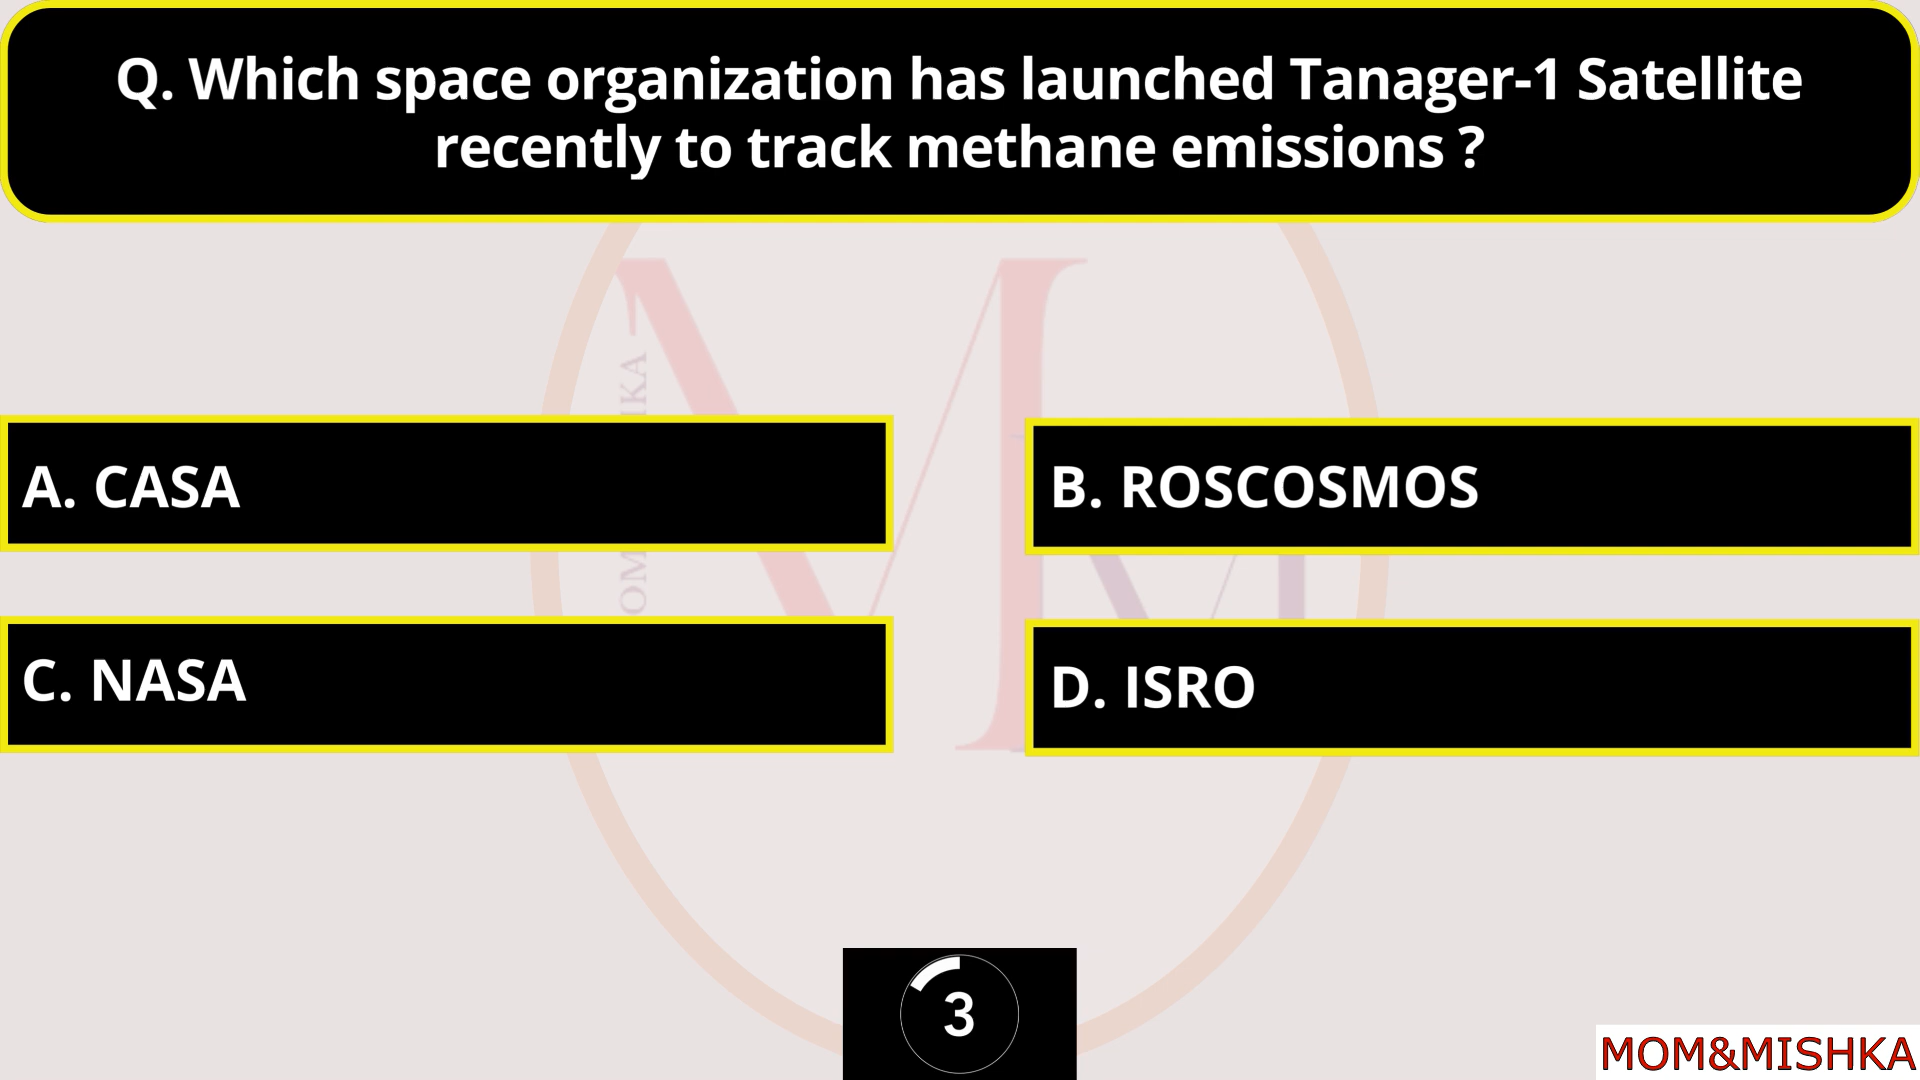 Q. Which space organization has launched Tanager-1 Satellite
recently to track methane emissions ?
A. CASA
B. ROSCOSMOS
C. NASA
D. ISRO
3
MOM&MISHKA